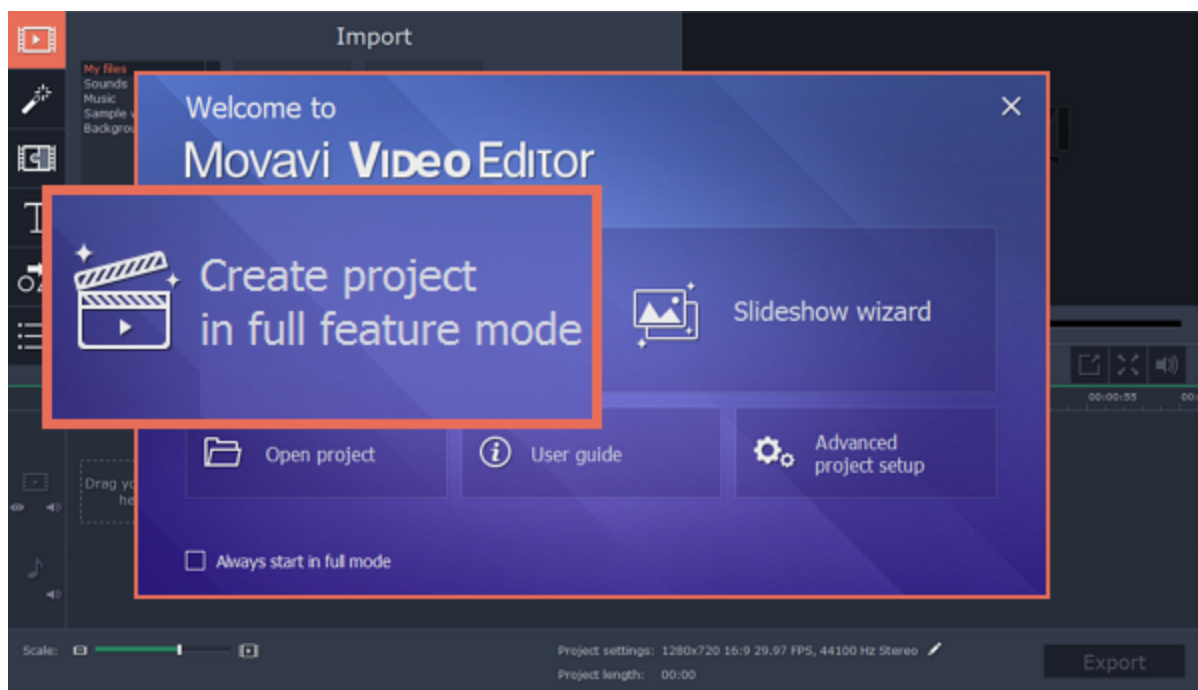 Import
My files
Sounds
Music
Sample
Welcome to
Movavi Video Editor
Create project
in full feature mode
Slideshow wizard
00:00:55
Open project
User guide
Advanced
project setup
Drag
Always start in full mode
Scale:
Project settings: 1280x720 16:9 29.97 FPS, 44100 Hz Stereo
Project length: 00:00
Export